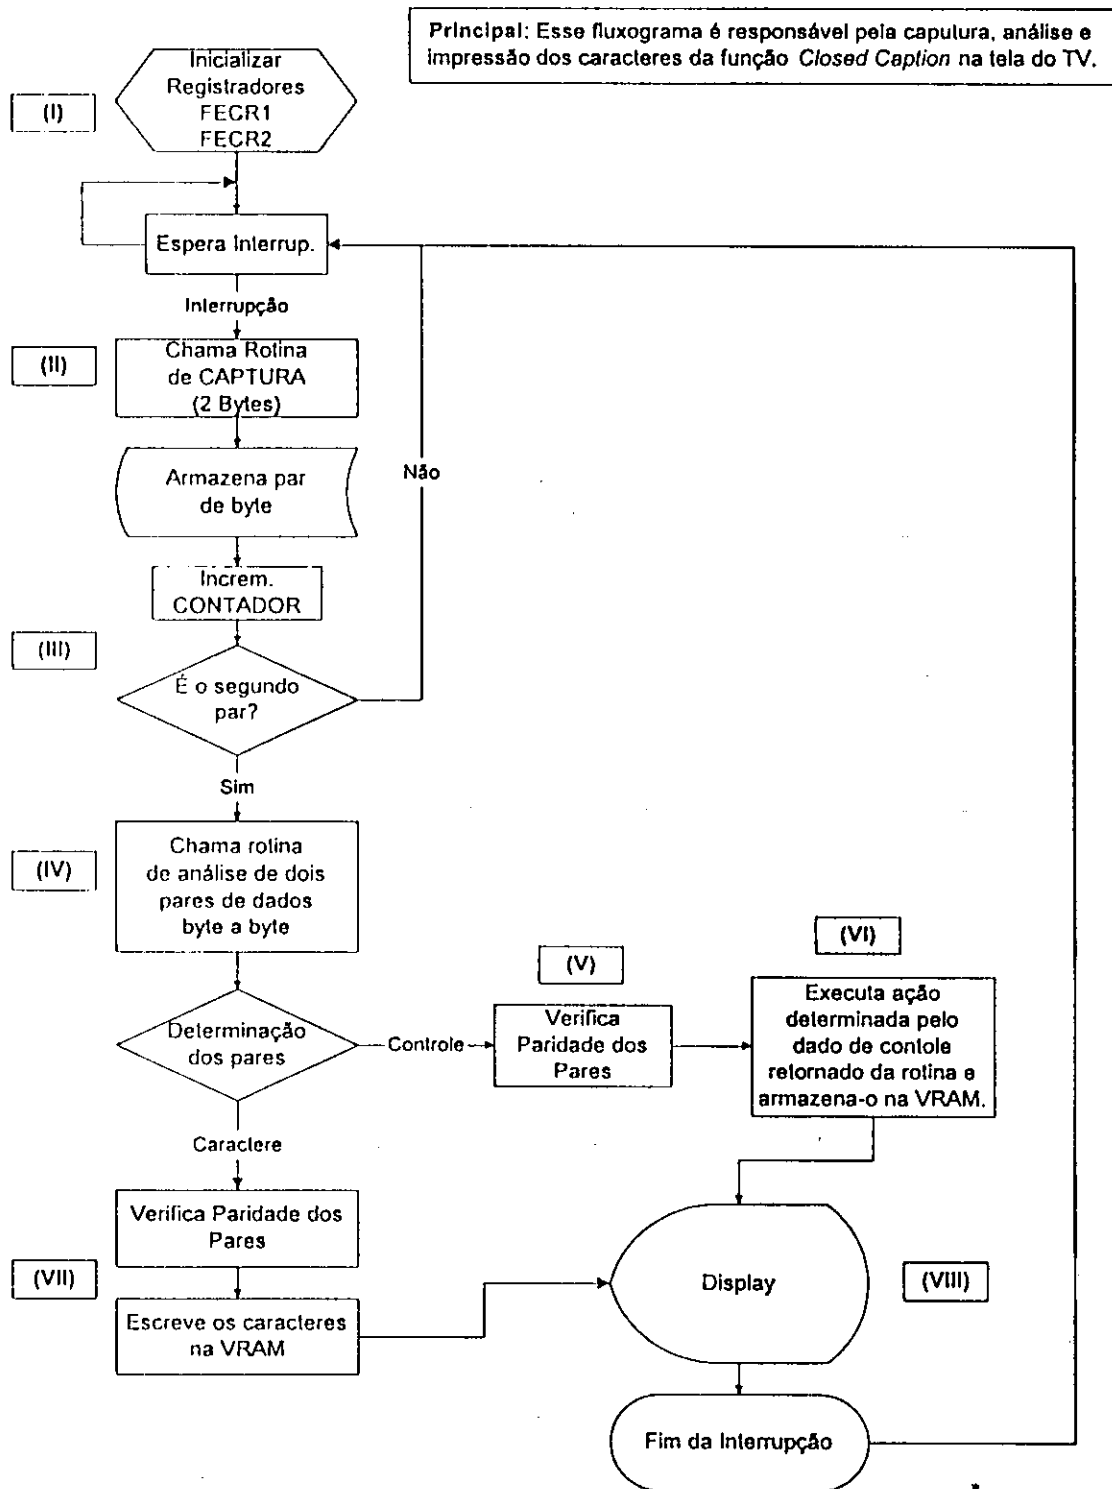 Principal: Esse fluxograma é responsável pela caputura, análise e
impressão dos caracteres da função Closed Caption na tela do TV.
(I)
Inicializar
Registradores
FECR1
FECR2
Espera Interrup.
Interrupção
(II)
Chama Rotina
de CAPTURA
(2 Bytes)
Armazena par
de byte
Não
Increm.
CONTADOR
(III)
É o segundo
par?
Sim
(IV)
Chama rotina
de análise de dois
pares de dados
byte a byte
Determinação
dos pares
Controle
(V)
Verifica
Paridade dos
Pares
(VI)
Executa ação
determinada pelo
dado de contole
retornado da rotina e
armazena-o na VRAM.
Caractere
Verifica Paridade dos
Pares
(VII)
Escreve os caracteres
na VRAM
Display
(VIII)
Fim da Interrupção